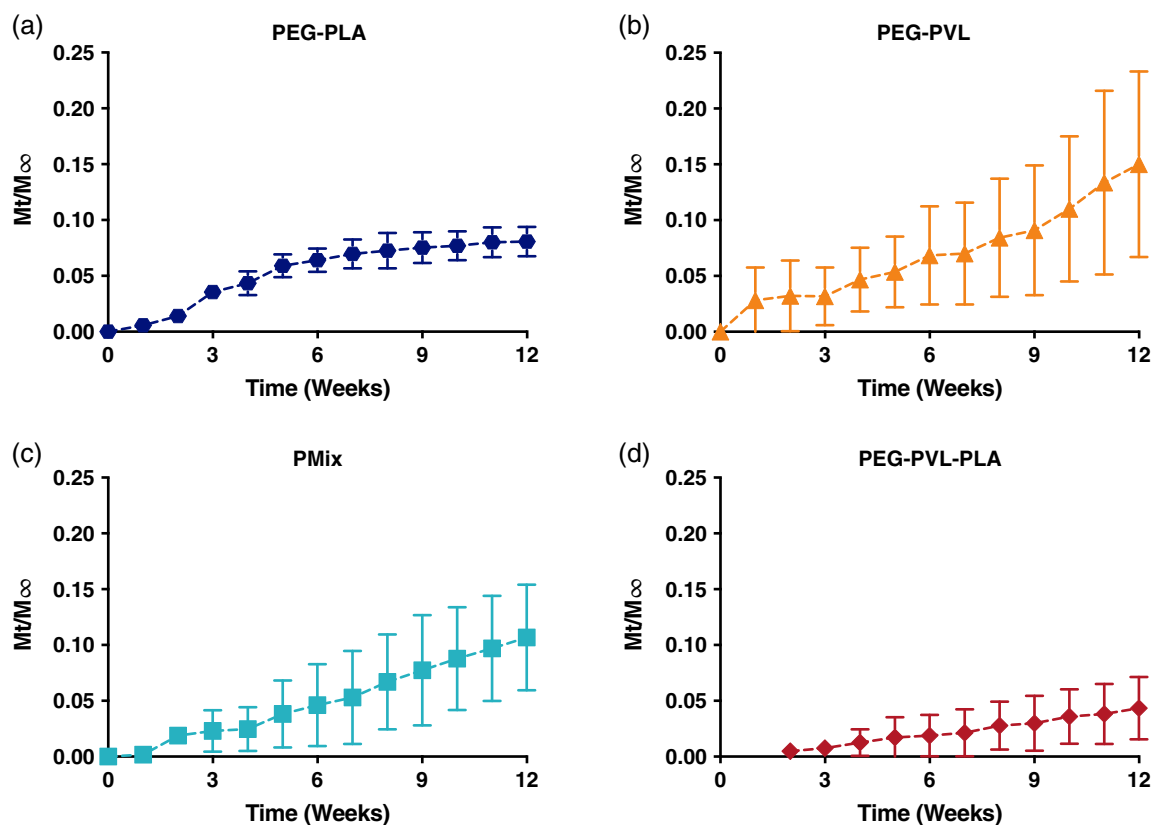 (a)
PEG-PLA
0.25
0.20
0.15
0.10
0.05
0.00
Mt/M∞
0 3 6 9 12
Time (Weeks)
(b)
PEG-PVL
0.25
0.20
0.15
0.10
0.05
0.00
Mt/M∞
0 3 6 9 12
Time (Weeks)
(c)
PMix
0.25
0.20
0.15
0.10
0.05
0.00
Mt/M∞
0 3 6 9 12
Time (Weeks)
(d)
PEG-PVL-PLA
0.25
0.20
0.15
0.10
0.05
0.00
Mt/M∞
0 3 6 9 12
Time (Weeks)